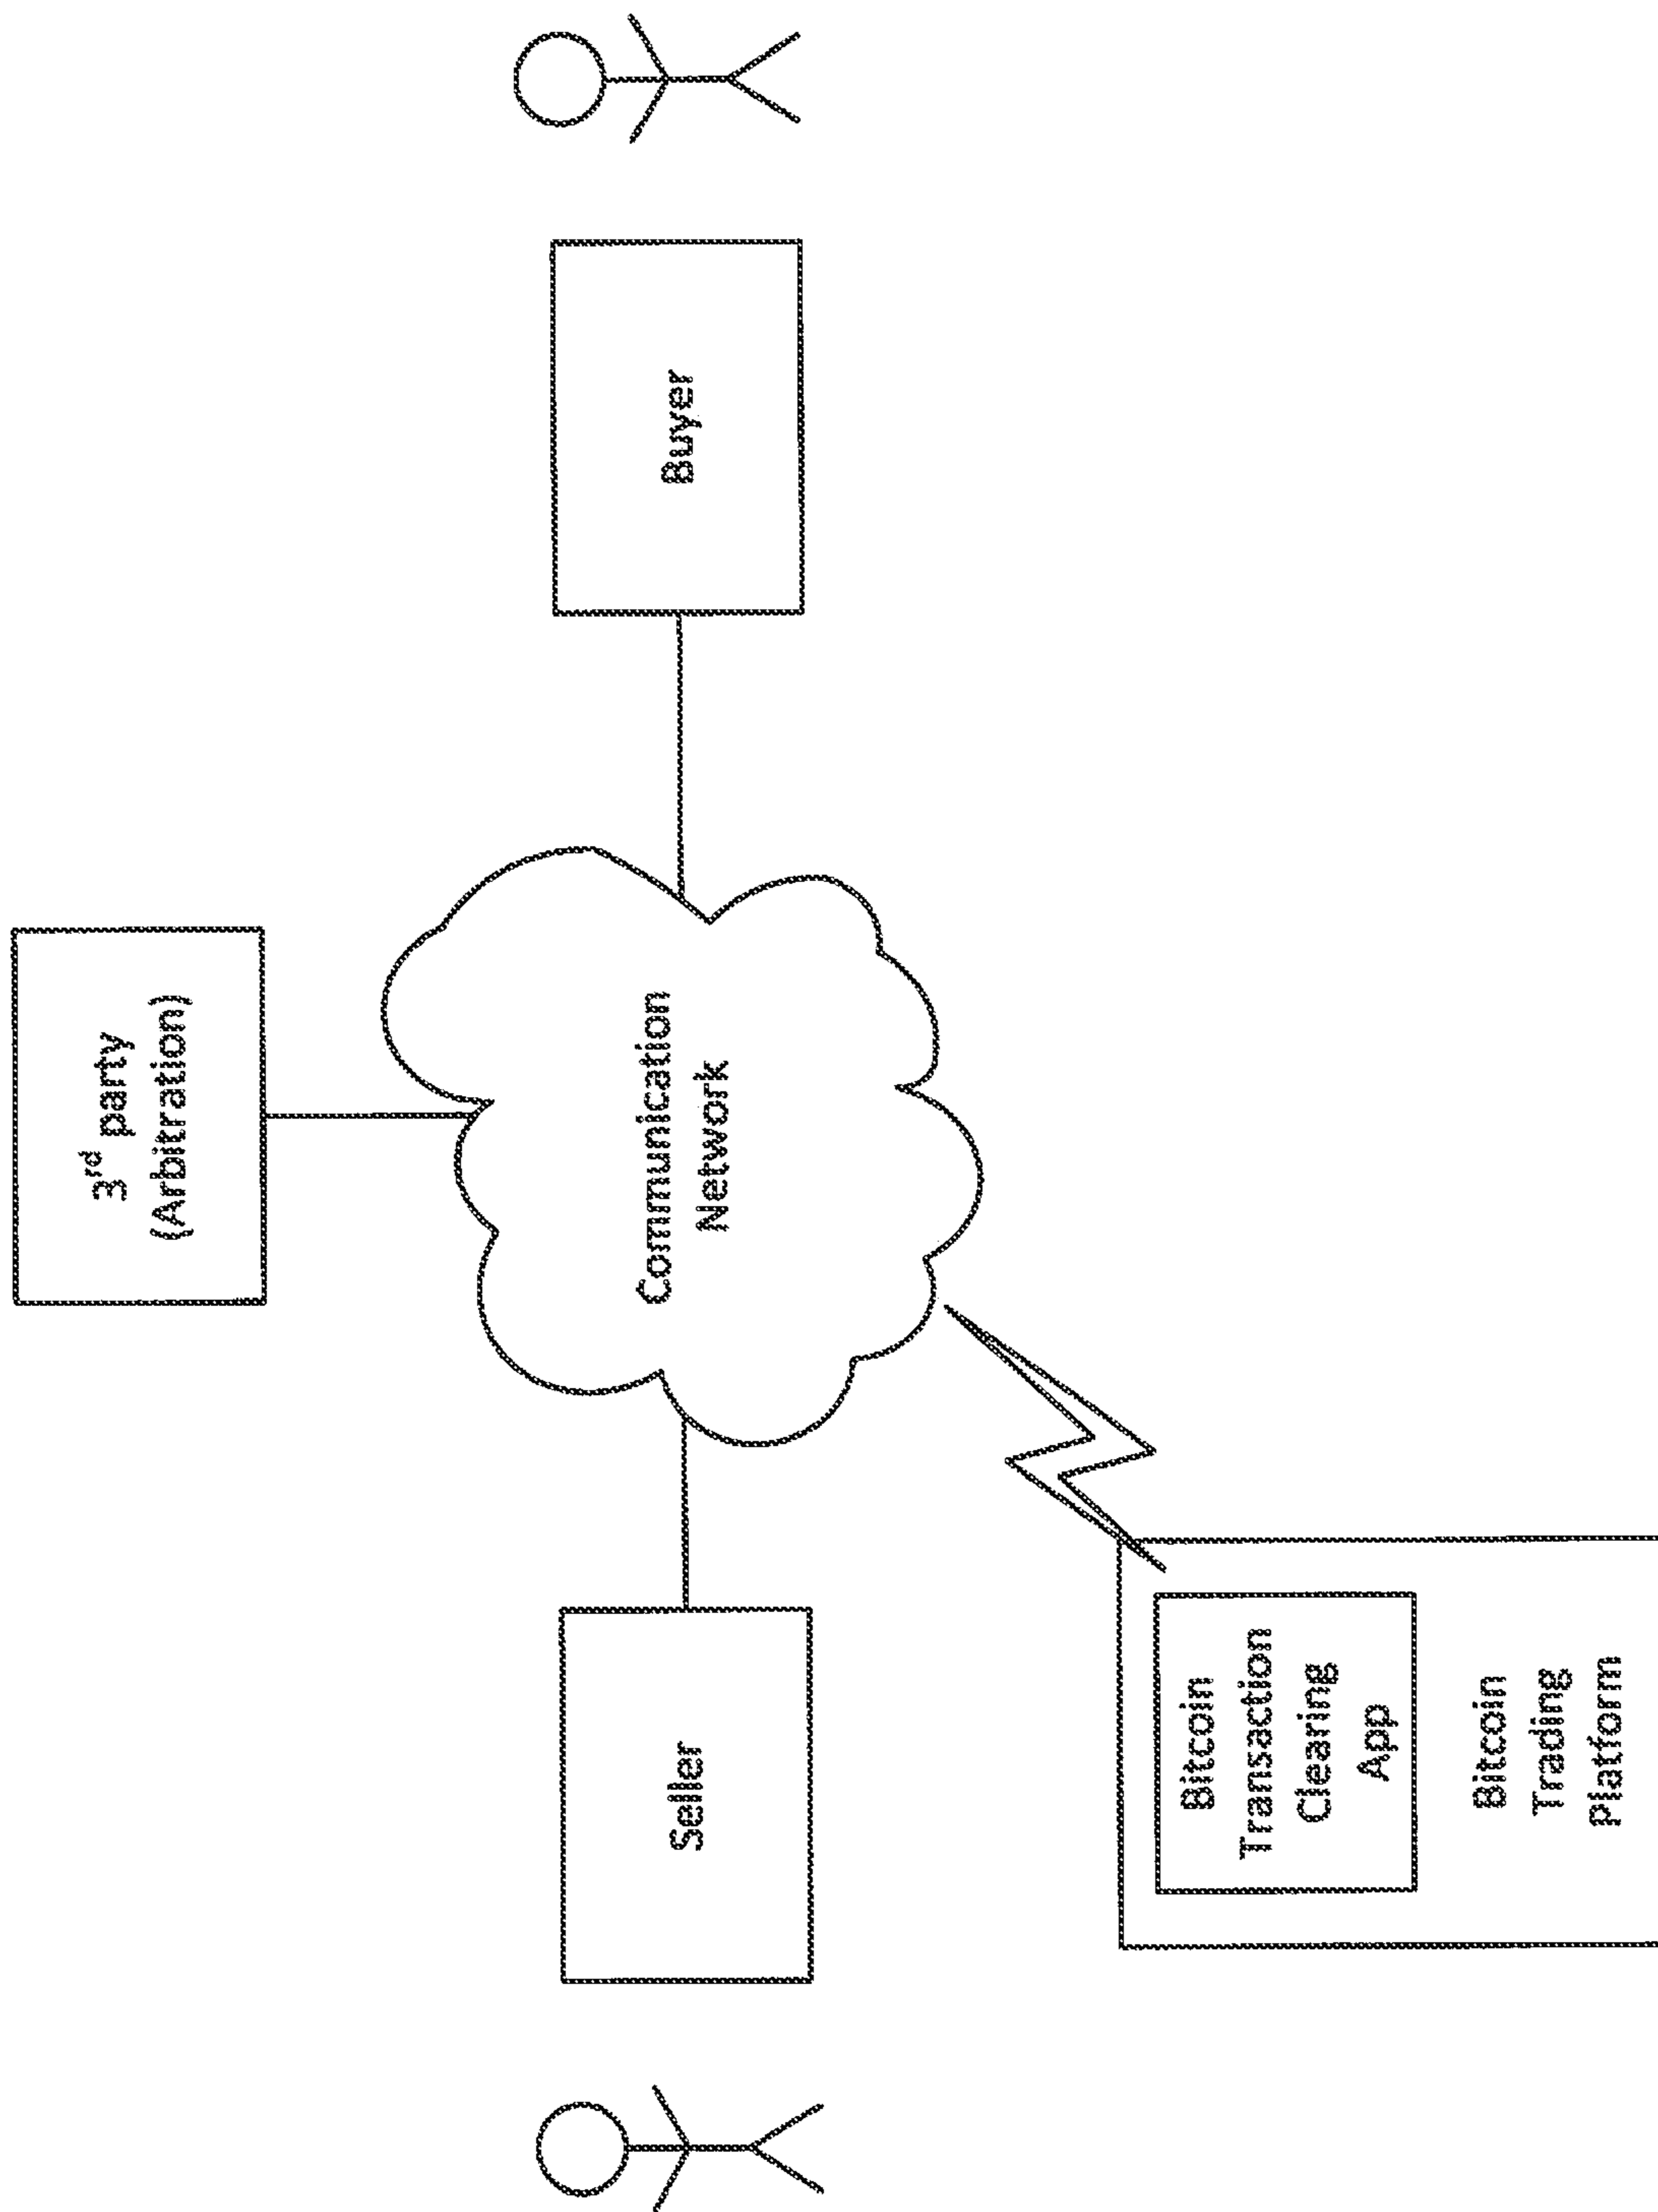 3rd party
(Arbitration)
Seller
Communication
Network
Buyer
Bitcoin
Transaction
Clearing
App
Bitcoin
Trading
Platform